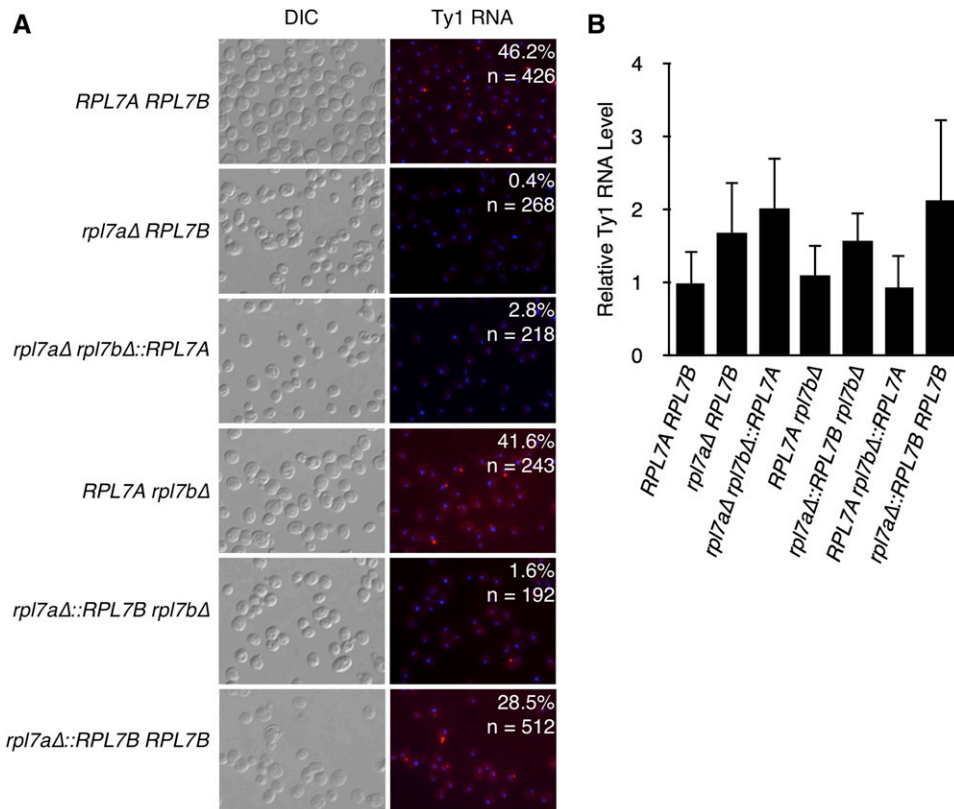 A
DIC
Ty1 RNA
RPL7A RPL7B
46.2%
n = 426
rpl7aΔ RPL7B
0.4%
n = 268
rpl7aΔ rpl7bΔ::RPL7A
2.8%
n = 218
RPL7A rpl7bΔ
41.6%
n = 243
rpl7aΔ::RPL7B rpl7bΔ
1.6%
n = 192
rpl7aΔ::RPL7B RPL7B
28.5%
n = 512
B
Relative Ty1 RNA Level
4
3
2
1
0
RPL7A RPL7B
rpl7aΔ RPL7B
rpl7aΔ rpl7bΔ::RPL7A
RPL7A rpl7bΔ
rpl7aΔ::RPL7B rpl7bΔ
RPL7A rpl7bΔ::RPL7A
rpl7aΔ::RPL7B RPL7B